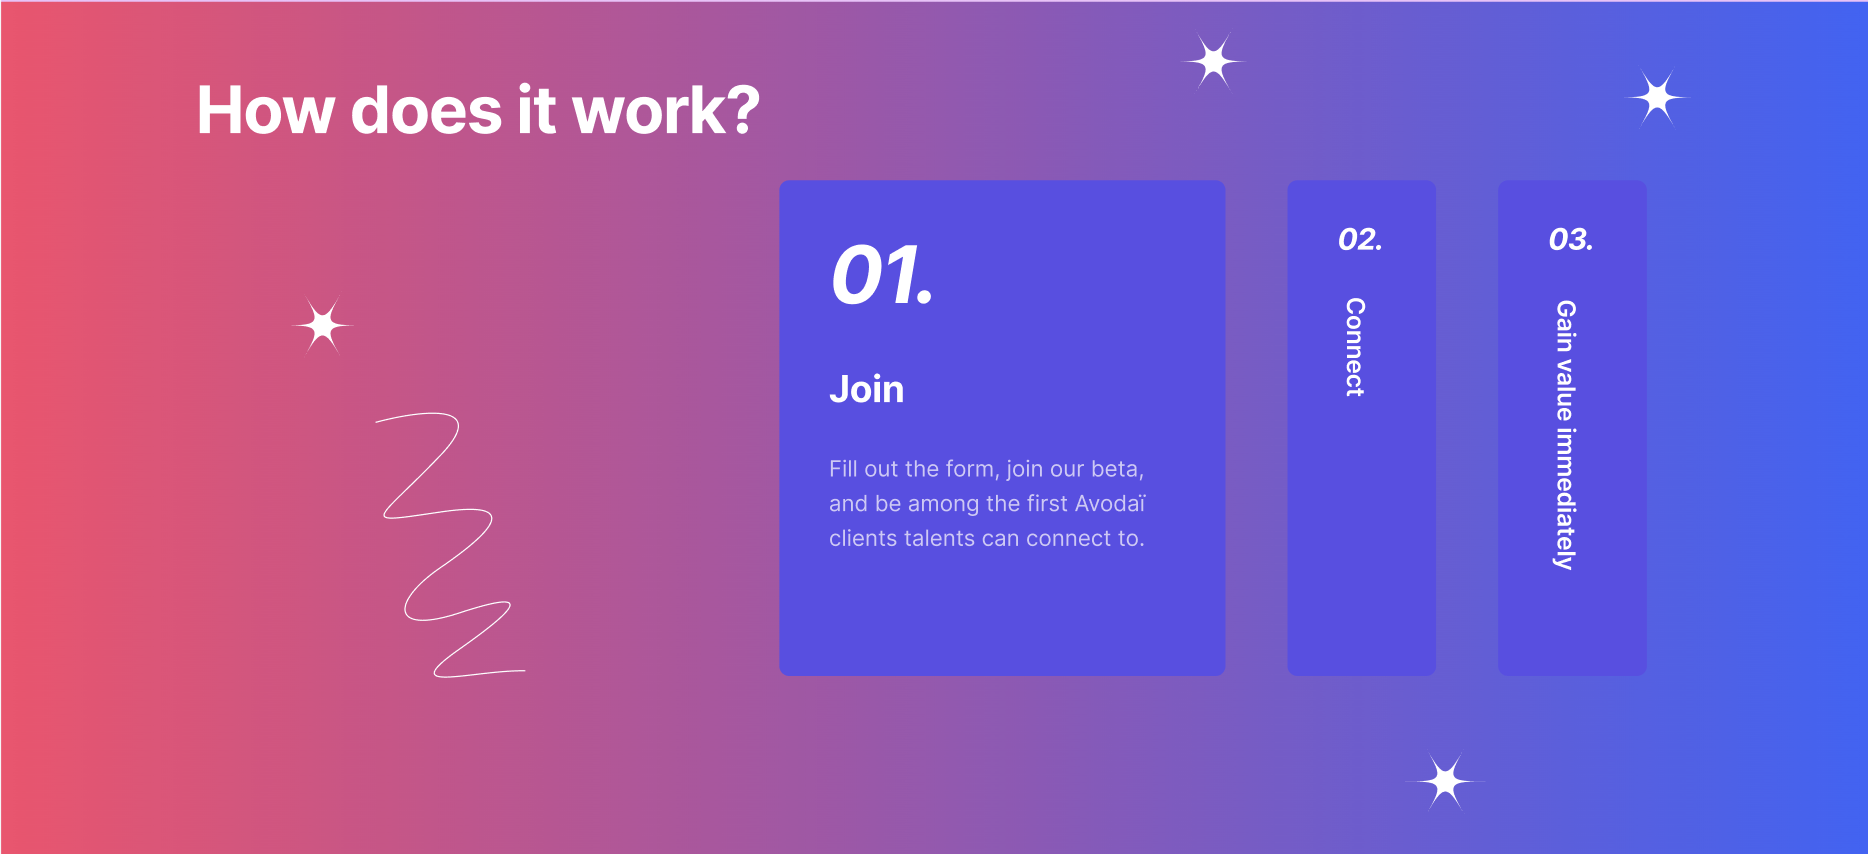 How does it work?
01.
Join
Fill out the form, join our beta,
and be among the first Avodaï
clients talents can connect to.
02.
Connect
03.
Gain value immediately